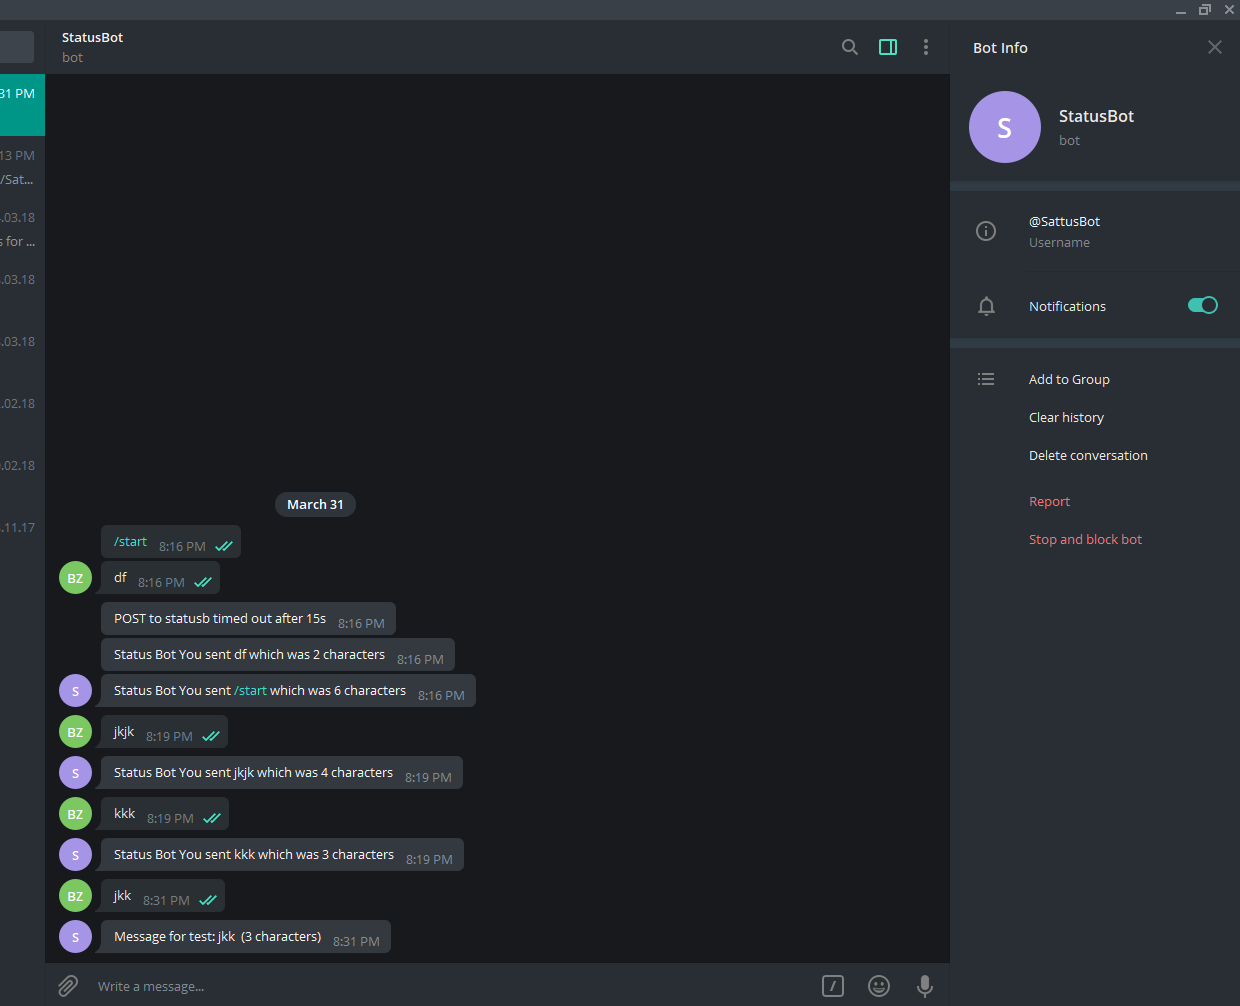 StatusBot
bot
31 PM
13 PM
/Sat...
.03.18
s for ...
.03.18
.03.18
.02.18
.02.18
.11.17
March 31
/start 8:16 PM
BZ df 8:16 PM
POST to statusb timed out after 15s 8:16 PM
Status Bot You sent df which was 2 characters 8:16 PM
S Status Bot You sent /start which was 6 characters 8:16 PM
BZ jkjk 8:19 PM
S Status Bot You sent jkjk which was 4 characters 8:19 PM
BZ kkk 8:19 PM
S Status Bot You sent kkk which was 3 characters 8:19 PM
BZ jkk 8:31 PM
S Message for test: jkk (3 characters) 8:31 PM
Write a message...
Bot Info
S
StatusBot
bot
@SattusBot
Username
Notifications
Add to Group
Clear history
Delete conversation
Report
Stop and block bot